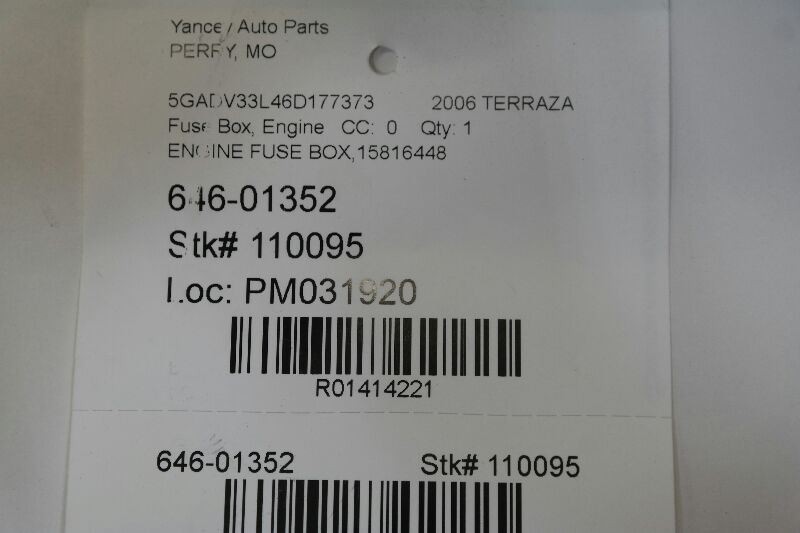 Yancey Auto Parts
PERRY, MO
5GADV33L46D177373 2006 TERRAZA
Fuse Box, Engine CC: 0 Qty: 1
ENGINE FUSE BOX,15816448
646-01352
Stk# 110095
Loc: PM031920
R01414221
646-01352 Stk# 110095